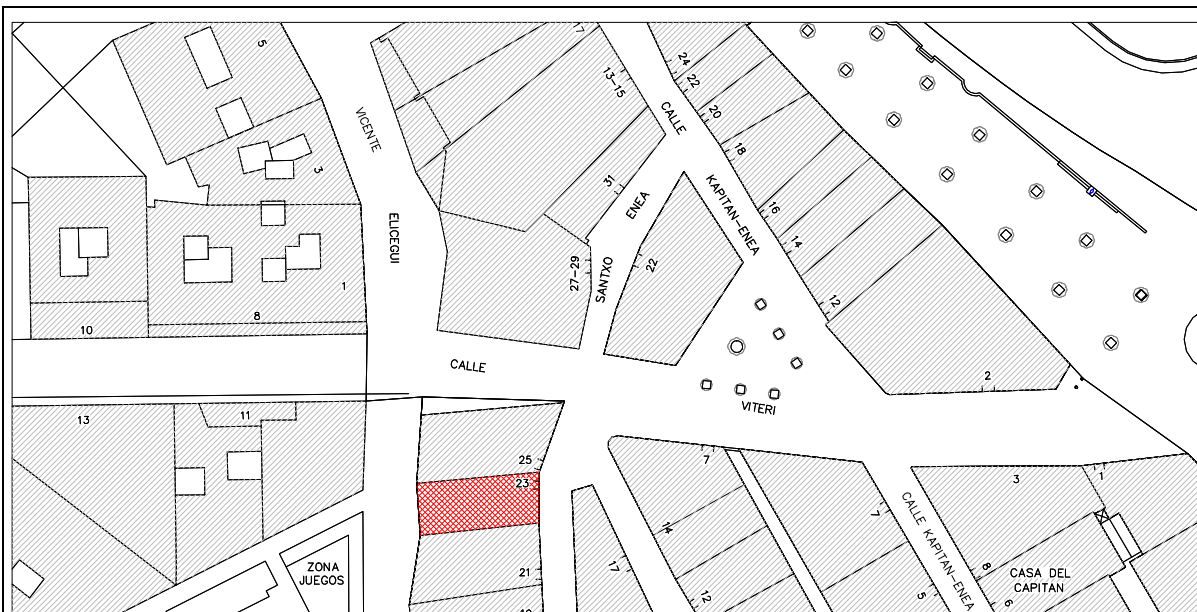 5
17
24
13-15
22
VICENTE
CALLE
20
18
3
31
KAPITAN-ENEA
ENEA
16
ELICEGUI
14
27-29
22
SANTXO
1
12
8
10
CALLE
2
VITERI
13
11
25
7
23
3
1
CALLE KAPITAN-ENEA
7
14
ZONA
JUEGOS
21
17
8
CASA DEL
CAPITAN
5
12
6